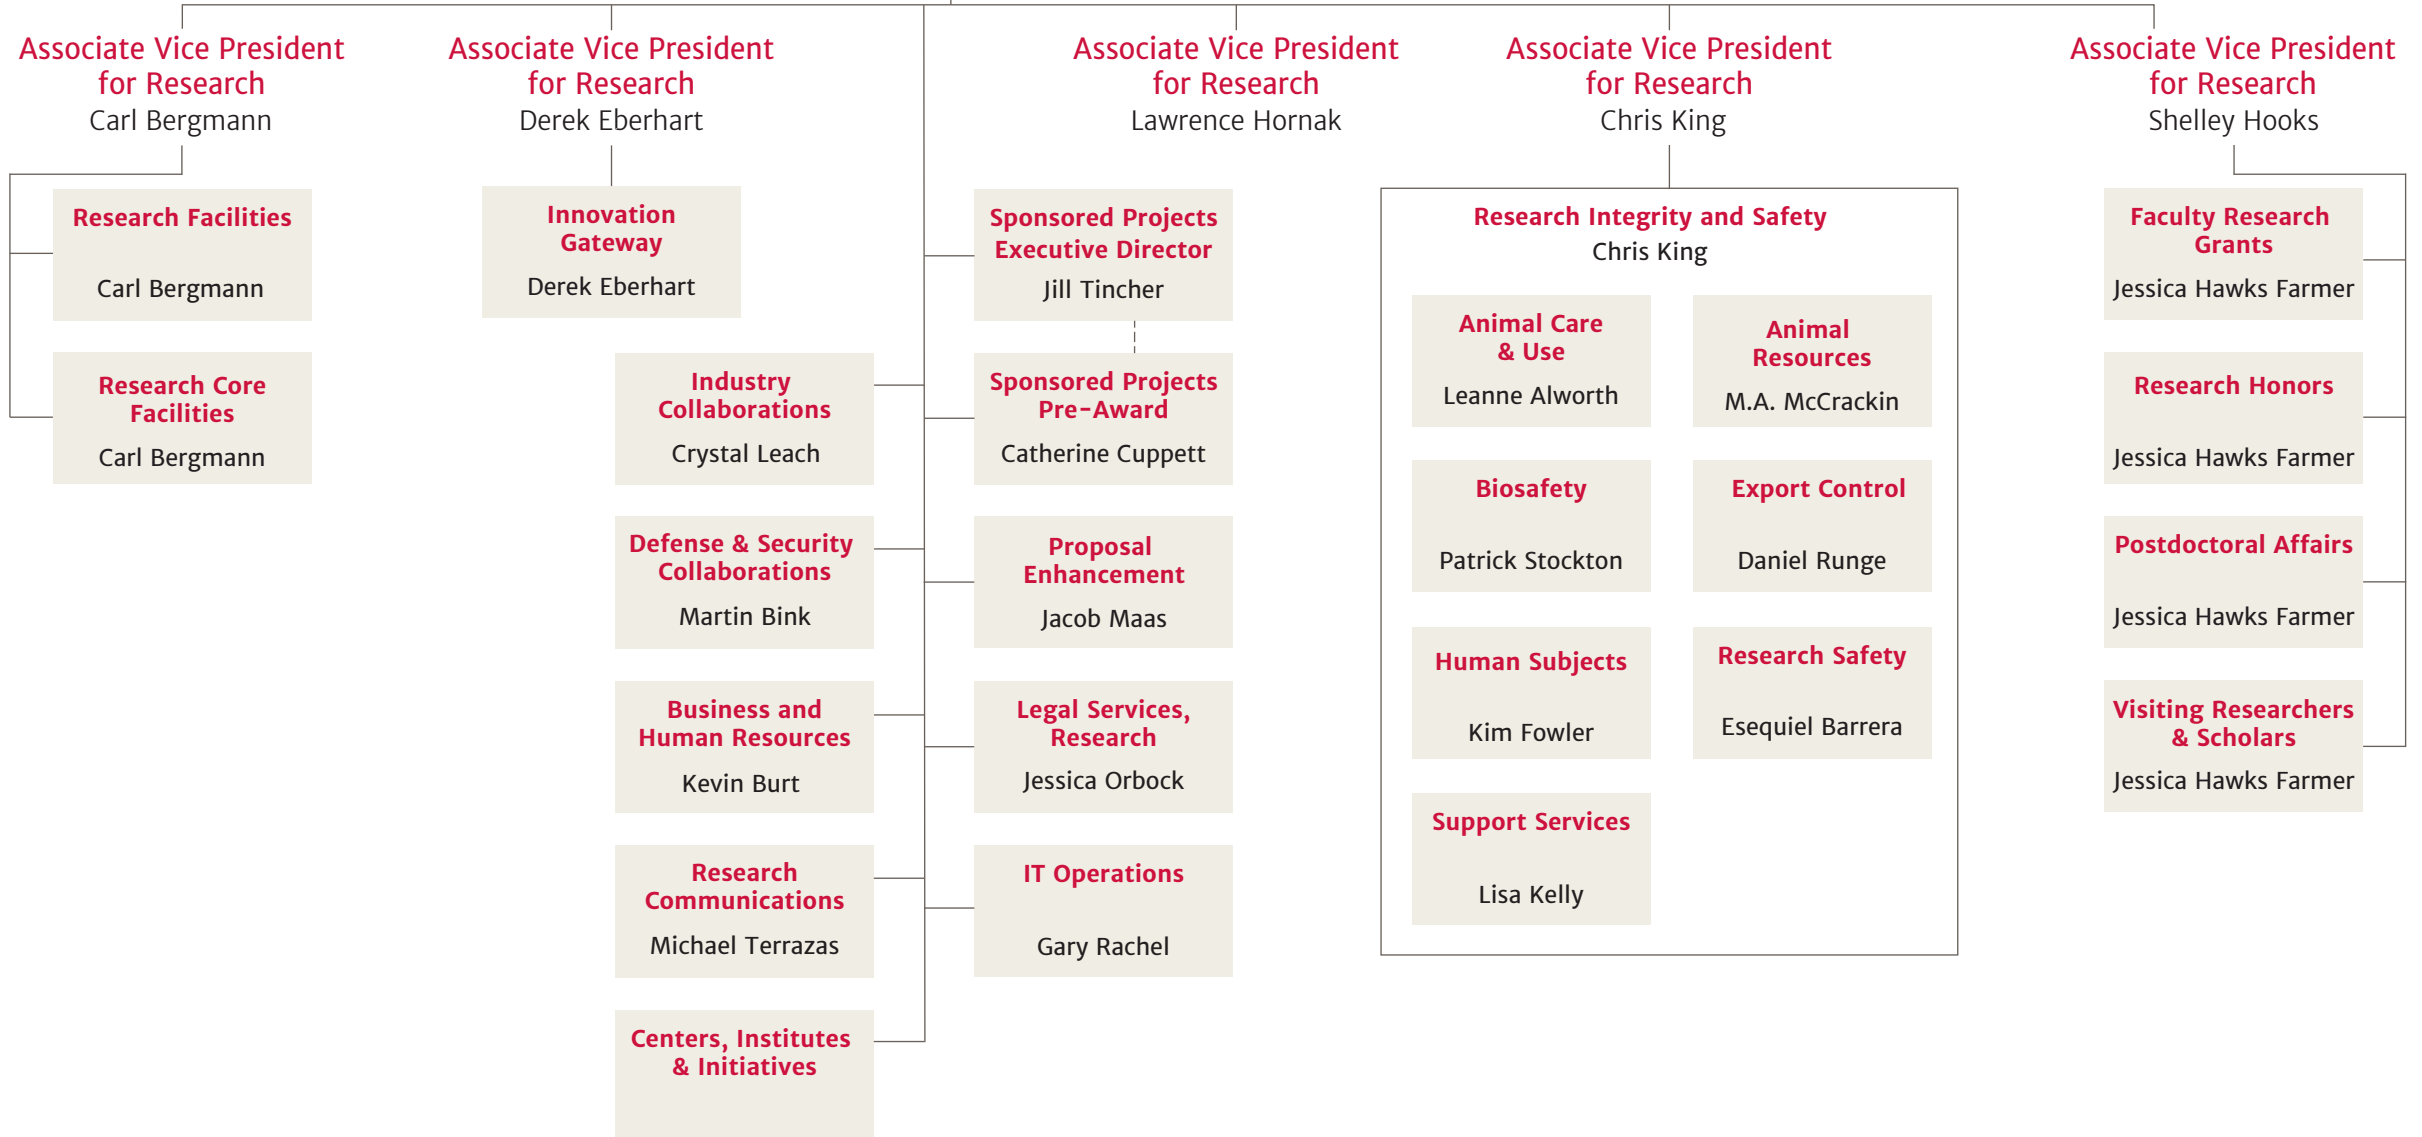 Associate Vice President
for Research
Carl Bergmann
Research Facilities
Carl Bergmann
Research Core
Facilities
Carl Bergmann
Associate Vice President
for Research
Derek Eberhart
Innovation
Gateway
Derek Eberhart
Industry
Collaborations
Crystal Leach
Defense & Security
Collaborations
Martin Bink
Business and
Human Resources
Kevin Burt
Research
Communications
Michael Terrazas
Centers, Institutes
& Initiatives
Associate Vice President
for Research
Lawrence Hornak
Sponsored Projects
Executive Director
Jill Tincher
Sponsored Projects
Pre-Award
Catherine Cuppett
Proposal
Enhancement
Jacob Maas
Legal Services,
Research
Jessica Orbock
IT Operations
Gary Rachel
Associate Vice President
for Research
Chris King
Research Integrity and Safety
Chris King
Animal Care
& Use
Leanne Alworth
Animal
Resources
M.A. McCrackin
Biosafety
Patrick Stockton
Export Control
Daniel Runge
Human Subjects
Kim Fowler
Research Safety
Esequiel Barrera
Support Services
Lisa Kelly
Associate Vice President
for Research
Shelley Hooks
Faculty Research
Grants
Jessica Hawks Farmer
Research Honors
Jessica Hawks Farmer
Postdoctoral Affairs
Jessica Hawks Farmer
Visiting Researchers
& Scholars
Jessica Hawks Farmer